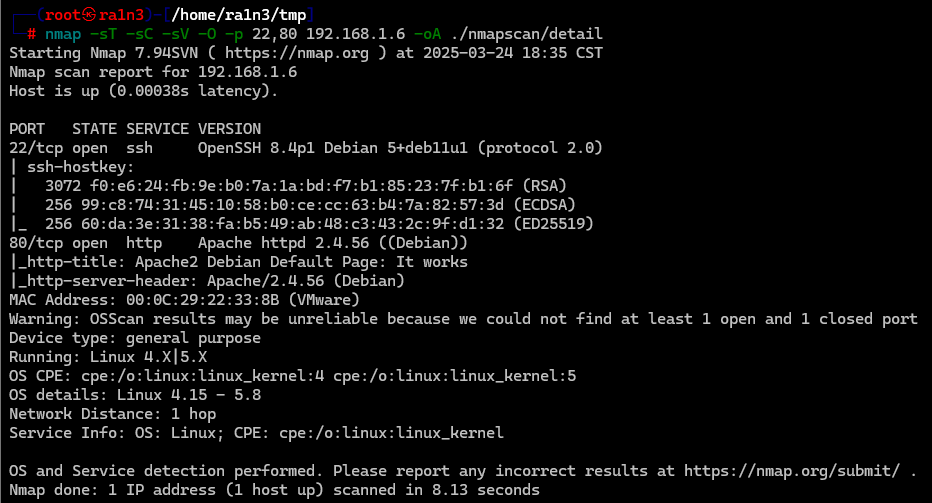 ┌──(root㉿ra1n3)-[/home/ra1n3/tmp]
└─# nmap -sT -sC -sV -O -p 22,80 192.168.1.6 -oA ./nmapscan/detail
Starting Nmap 7.94SVN ( https://nmap.org ) at 2025-03-24 18:35 CST
Nmap scan report for 192.168.1.6
Host is up (0.00038s latency).

PORT   STATE SERVICE VERSION
22/tcp open  ssh     OpenSSH 8.4p1 Debian 5+deb11u1 (protocol 2.0)
| ssh-hostkey:
|   3072 f0:e6:24:fb:9e:b0:7a:1a:bd:f7:b1:85:23:7f:b1:6f (RSA)
|   256 99:c8:74:31:45:10:58:b0:ce:cc:63:b4:7a:82:57:3d (ECDSA)
|_  256 60:da:3e:31:38:fa:b5:49:ab:48:c3:43:2c:9f:d1:32 (ED25519)
80/tcp open  http    Apache httpd 2.4.56 ((Debian))
|_http-title: Apache2 Debian Default Page: It works
|_http-server-header: Apache/2.4.56 (Debian)
MAC Address: 00:0C:29:22:33:8B (VMware)
Warning: OSScan results may be unreliable because we could not find at least 1 open and 1 closed port
Device type: general purpose
Running: Linux 4.X|5.X
OS CPE: cpe:/o:linux:linux_kernel:4 cpe:/o:linux:linux_kernel:5
OS details: Linux 4.15 - 5.8
Network Distance: 1 hop
Service Info: OS: Linux; CPE: cpe:/o:linux:linux_kernel

OS and Service detection performed. Please report any incorrect results at https://nmap.org/submit/ .
Nmap done: 1 IP address (1 host up) scanned in 8.13 seconds